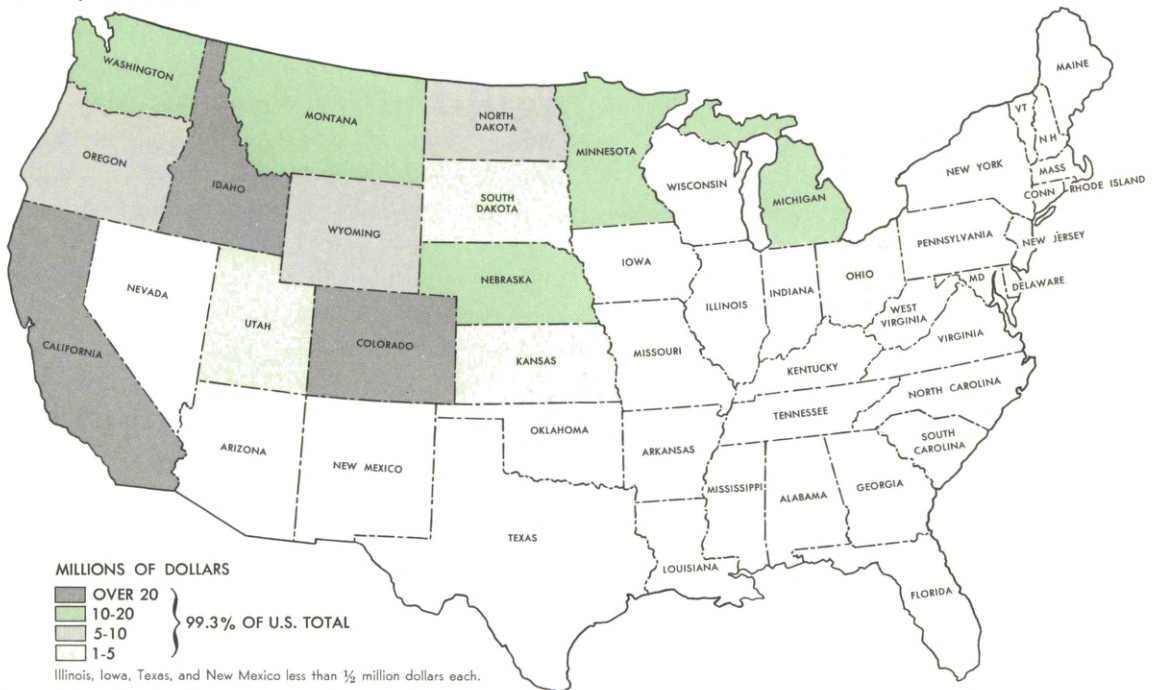 MAINE
WASHINGTON
VT
NORTH
DAKOTA
MONTANA
NH
MINNESOTA
OREGON
NEW YORK
MASS
IDAHO
WISCONSIN
CONN
RHODE ISLAND
SOUTH
DAKOTA
MICHIGAN
WYOMING
PENNSYLVANIA
NEW JERSEY
IOWA
NEBRASKA
OHIO
MD
DELAWARE
NEVADA
INDIANA
ILLINOIS
WEST
VIRGINIA
UTAH
VIRGINIA
COLORADO
CALIFORNIA
MISSOURI
KANSAS
KENTUCKY
NORTH CAROLINA
TENNESSEE
OKLAHOMA
SOUTH
CAROLINA
ARIZONA
ARKANSAS
NEW MEXICO
GEORGIA
MISSISSIPPI
ALABAMA
TEXAS
LOUISIANA
FLORIDA
MILLIONS OF DOLLARS
OVER 20
10-20
5-10
1-5
99.3% OF U.S. TOTAL
Illinois, Iowa, Texas, and New Mexico less than ½ million dollars each.